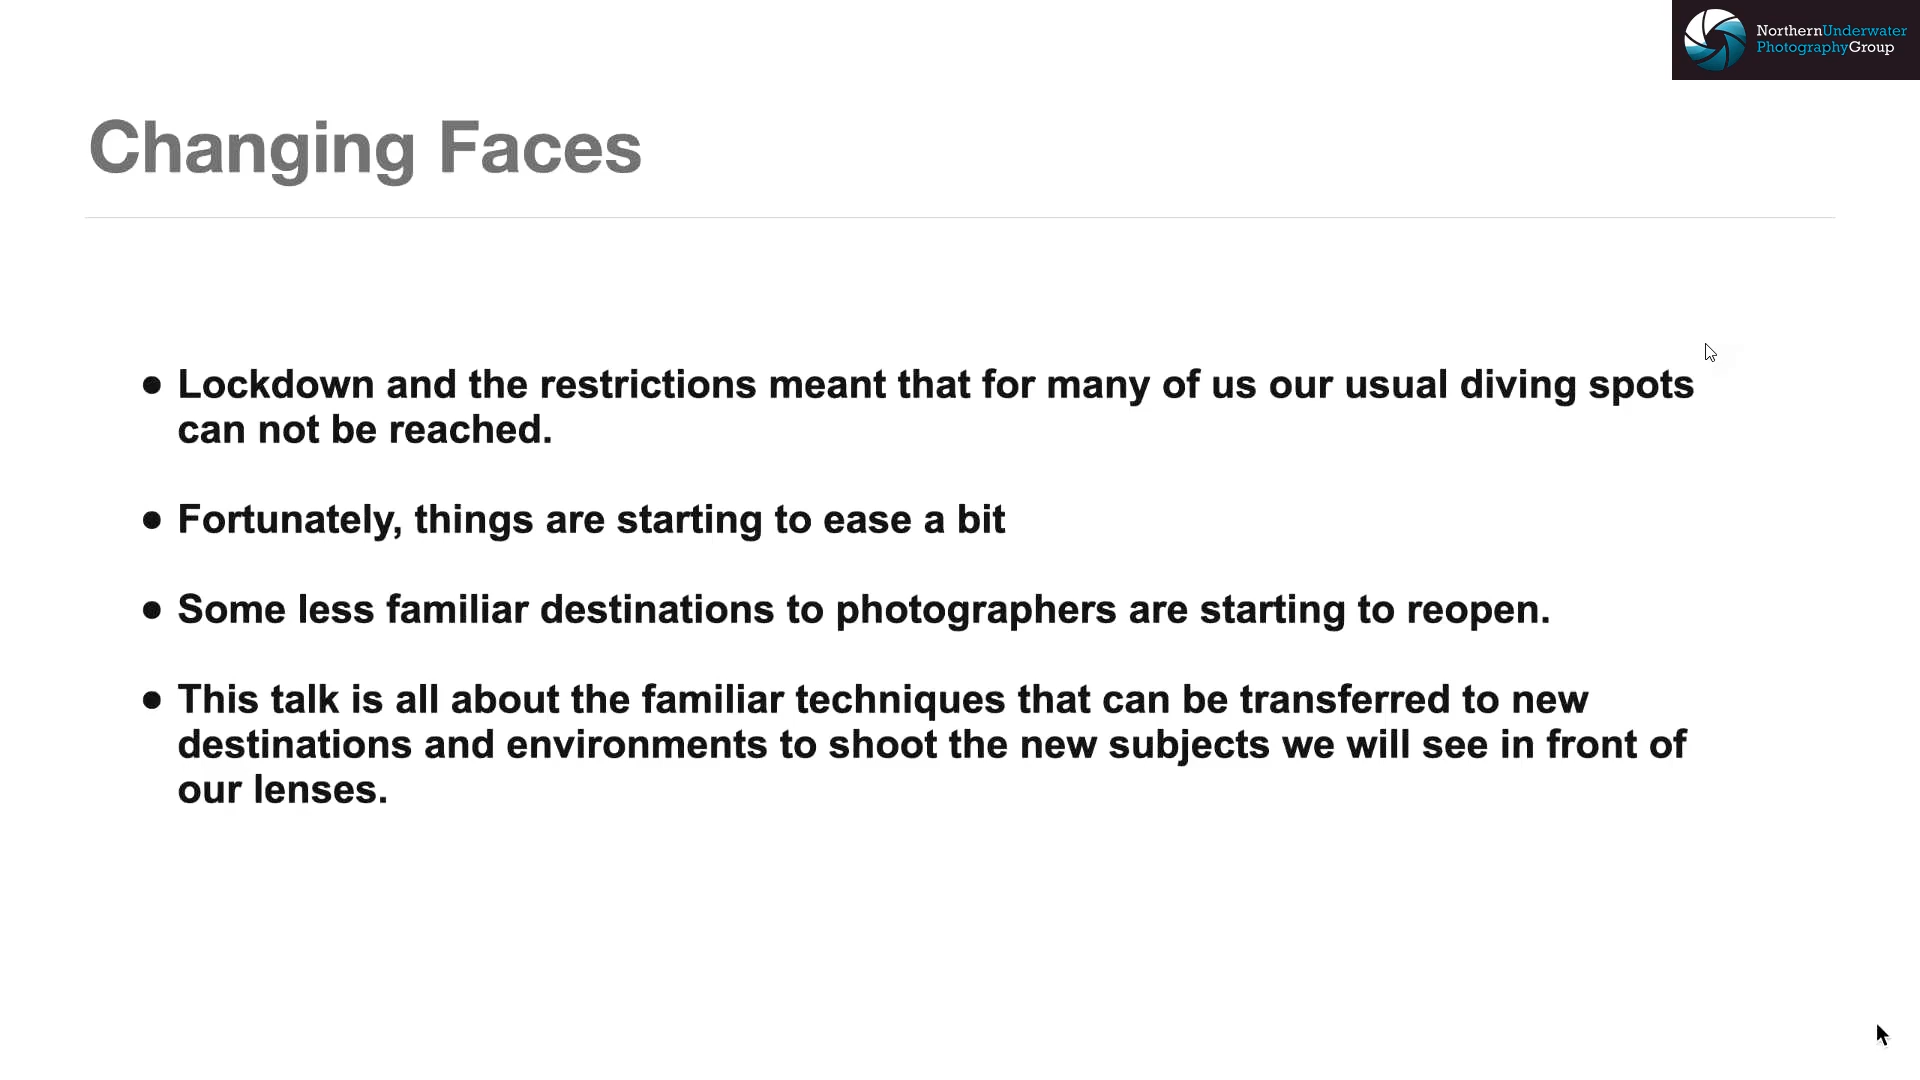 NorthernUnderwater
PhotographyGroup
Changing Faces
• Lockdown and the restrictions meant that for many of us our usual diving spots
can not be reached.
• Fortunately, things are starting to ease a bit
• Some less familiar destinations to photographers are starting to reopen.
• This talk is all about the familiar techniques that can be transferred to new
destinations and environments to shoot the new subjects we will see in front of
our lenses.